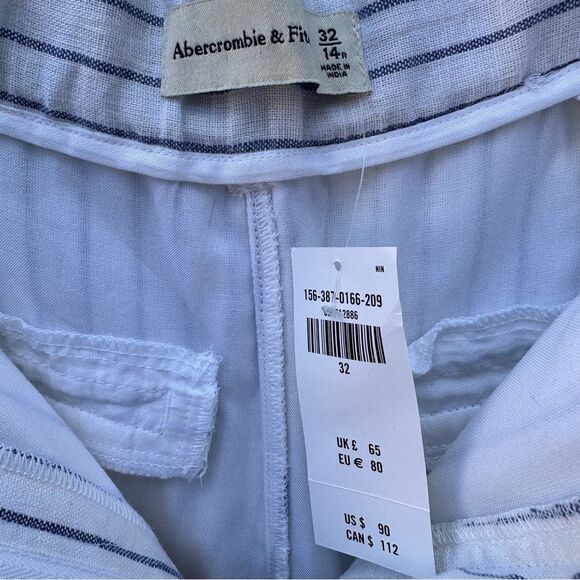 Abercrombie & Fit
32
14R
MADE IN
INDIA
NIN
156-387-0166-209
32
UK £ 65
EU € 80
US $ 90
CAN $ 112